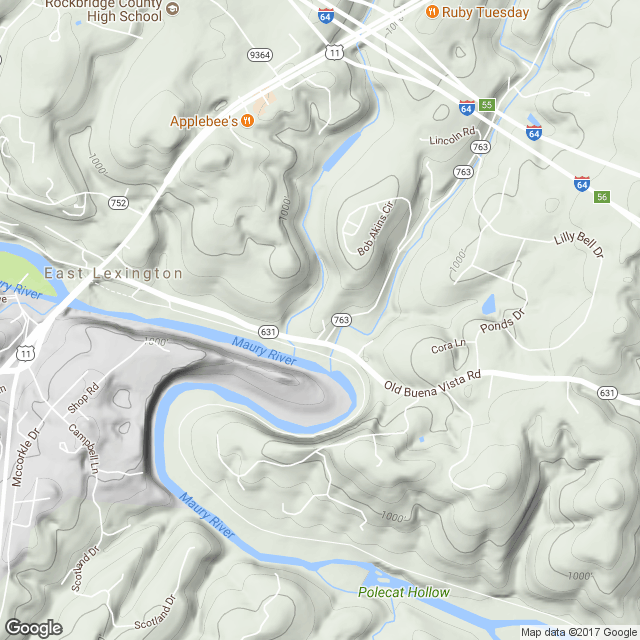 Rockbridge County
High School
64
Ruby Tuesday
11
9364
64
55
Applebee's
Lincoln Rd
64
763
1000'
763
64
56
752
1000'
Bob Akins Cir
Lilly Bell Dr
1000'
East Lexington
Maury River
763
Ponds Dr
631
Maury River
1000'
Cora Ln
11
Old Buena Vista Rd
631
Shop Rd
Mccorkle Dr
Campbell Ln
Maury River
1000'
Scotland Dr
1000'
Polecat Hollow
Scotland Dr
Google
Map data ©2017 Google